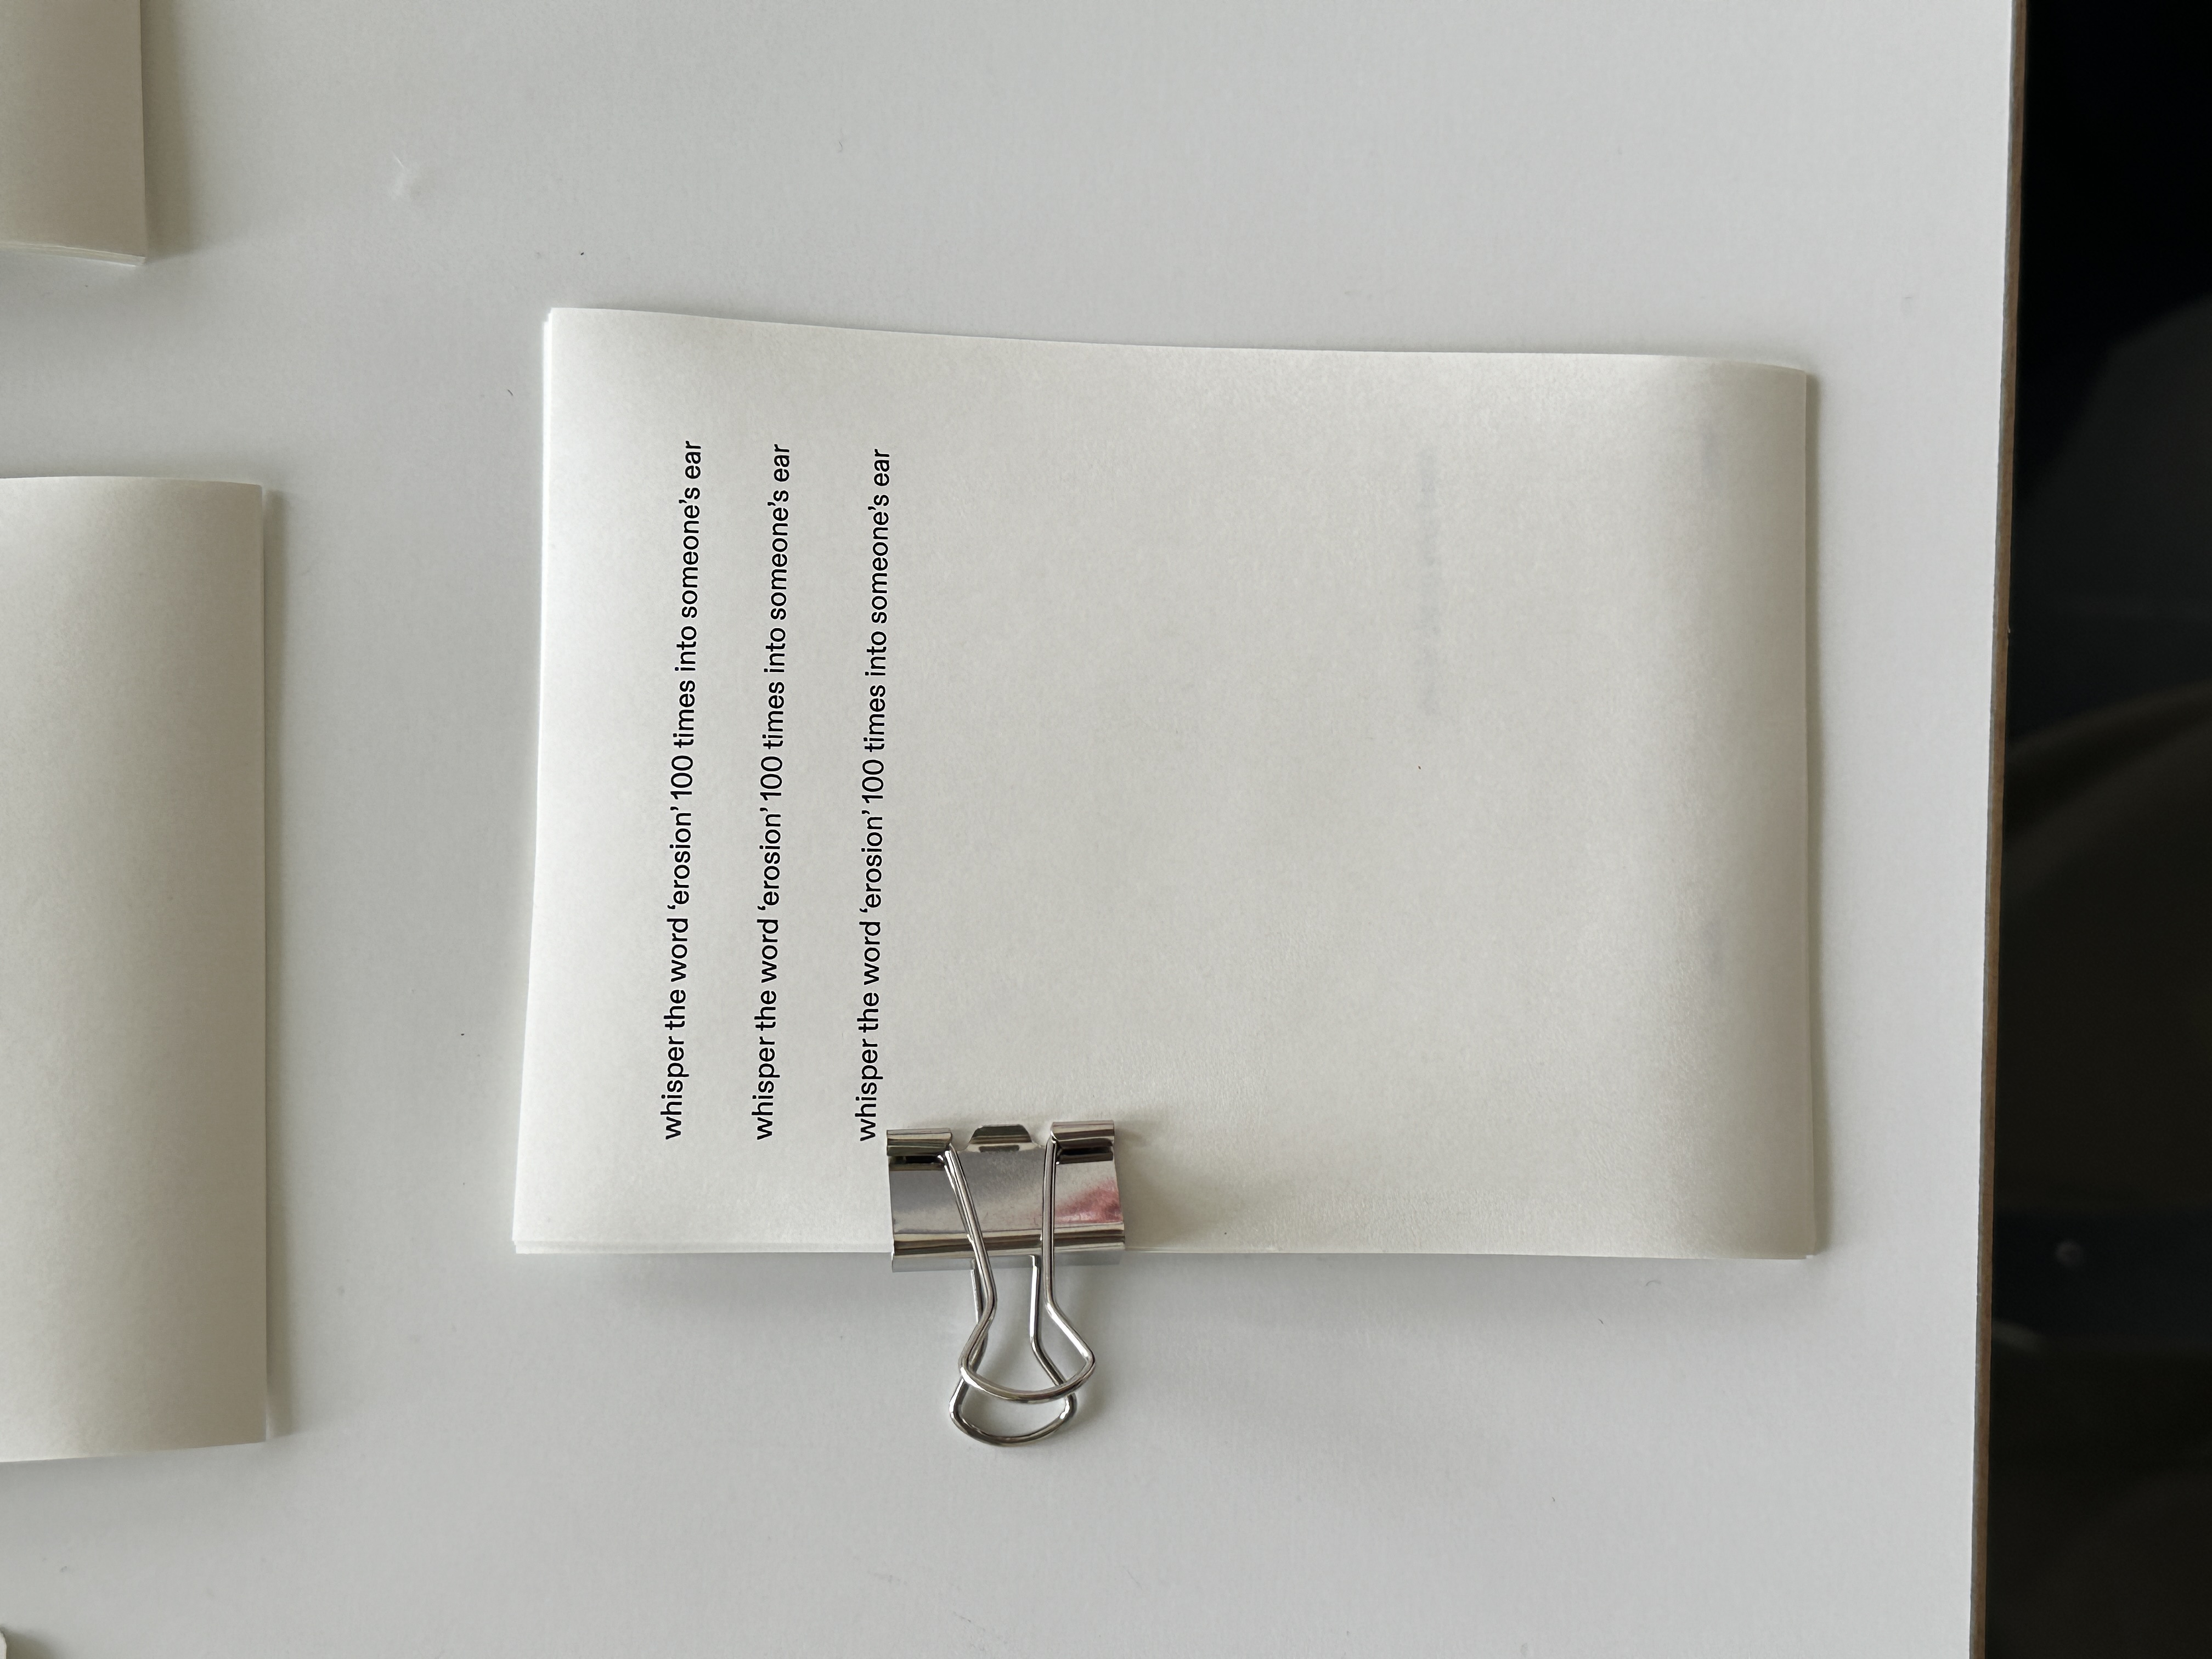 whisper the word ‘erosion’ 100 times into someone’s ear
whisper the word ‘erosion’ 100 times into someone’s ear
whisper the word ‘erosion’ 100 times into someone’s ear